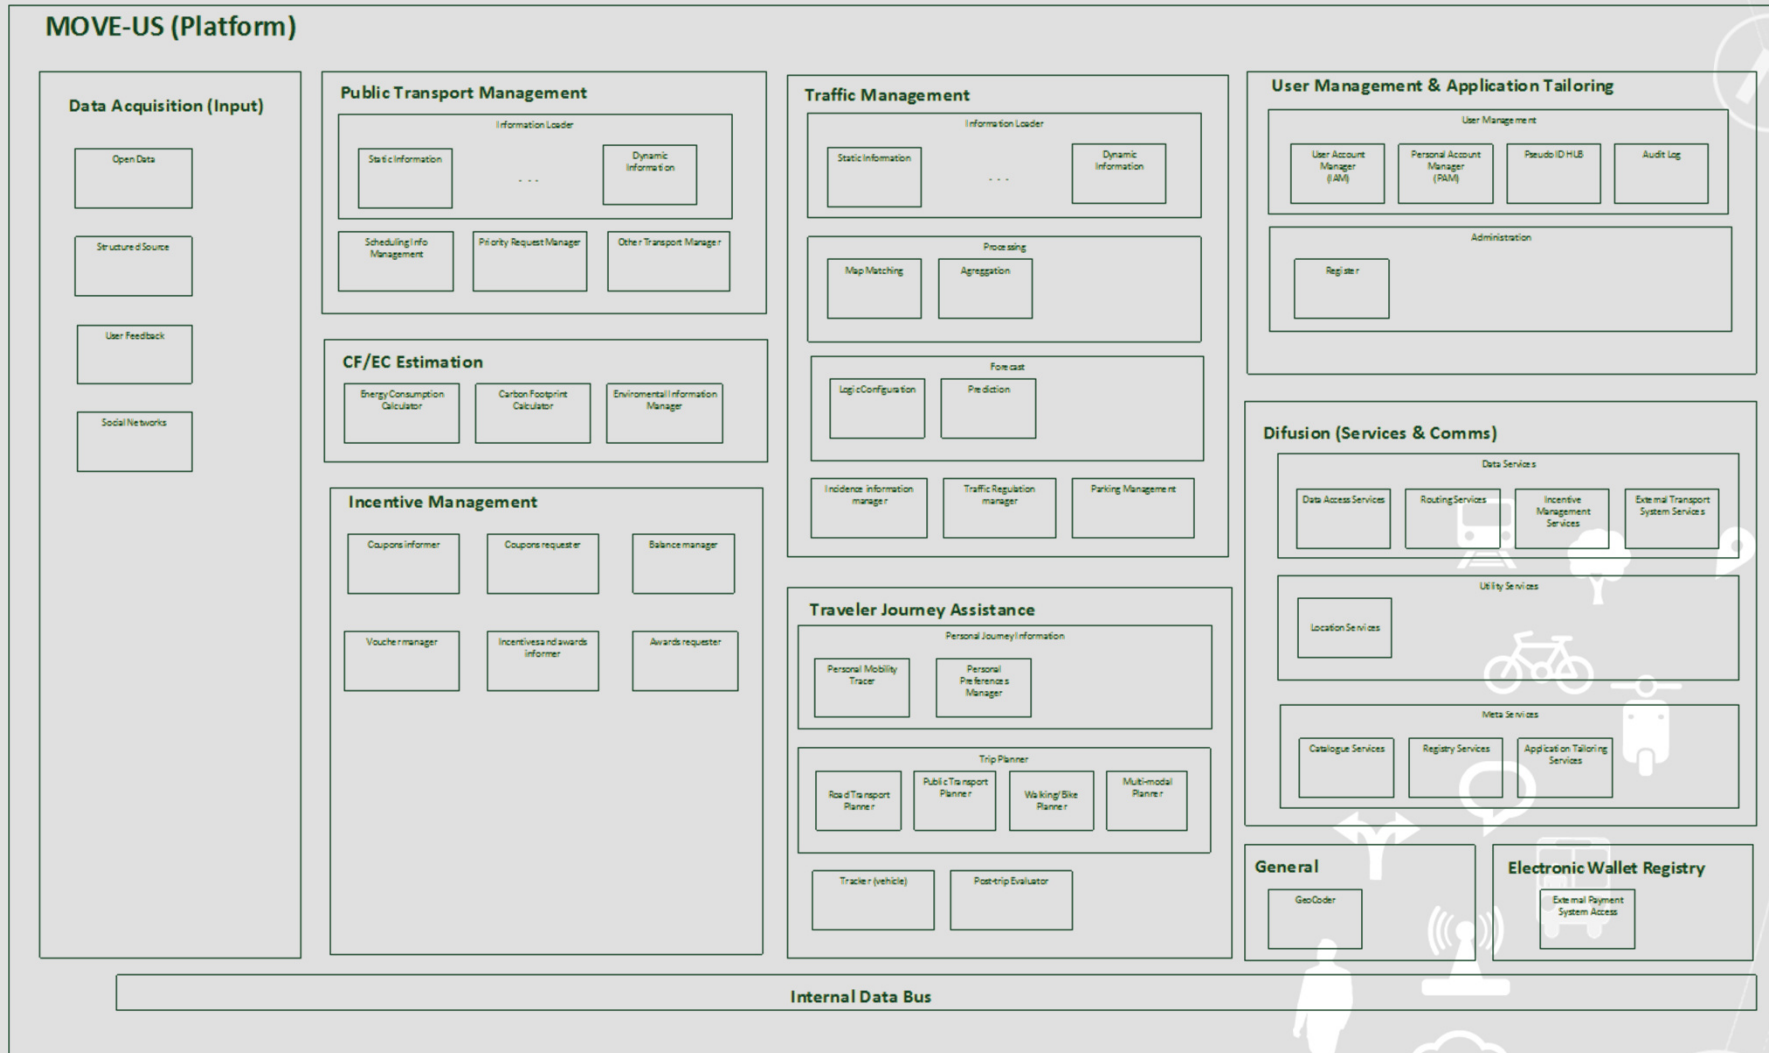 MOVE-US (Platform)
Data Acquisition (Input)
Open Data
Structured Source
User Feedback
Social Networks
Public Transport Management
Information Loader
Static Information
. . .
Dynamic
Information
Scheduling Info
Management
Priority Request Manager
Other Transport Manager
CF/EC Estimation
Energy Consumption
Calculator
Carbon Footprint
Calculator
Enviromental Information
Manager
Incentive Management
Coupons informer
Coupons requester
Balance manager
Voucher manager
Incentives and awards
informer
Awards requester
Traffic Management
Information Loader
Static Information
. . .
Dynamic
Information
Processing
Map Matching
Agreggation
Forecast
Logic Configuration
Prediction
Incidence information
manager
Traffic Regulation
manager
Parking Management
Traveler Journey Assistance
Personal Journey Information
Personal Mobility
Tracer
Personal
Preferences
Manager
Trip Planner
Road Transport
Planner
Public Transport
Planner
Walking/Bike
Planner
Multi-modal
Planner
Tracker (vehicle)
Post-trip Evaluator
User Management & Application Tailoring
User Management
User Account
Manager
(IAM)
Personal Account
Manager
(PAM)
Pseudo ID HUB
Audit Log
Administration
Register
Difusion (Services & Comms)
Data Services
Data Access Services
Routing Services
Incentive
Management
Services
External Transport
System Services
Utility Services
Location Services
Meta Services
Catalogue Services
Registry Services
Application Tailoring
Services
General
GeoCoder
Electronic Wallet Registry
External Payment
System Access
Internal Data Bus